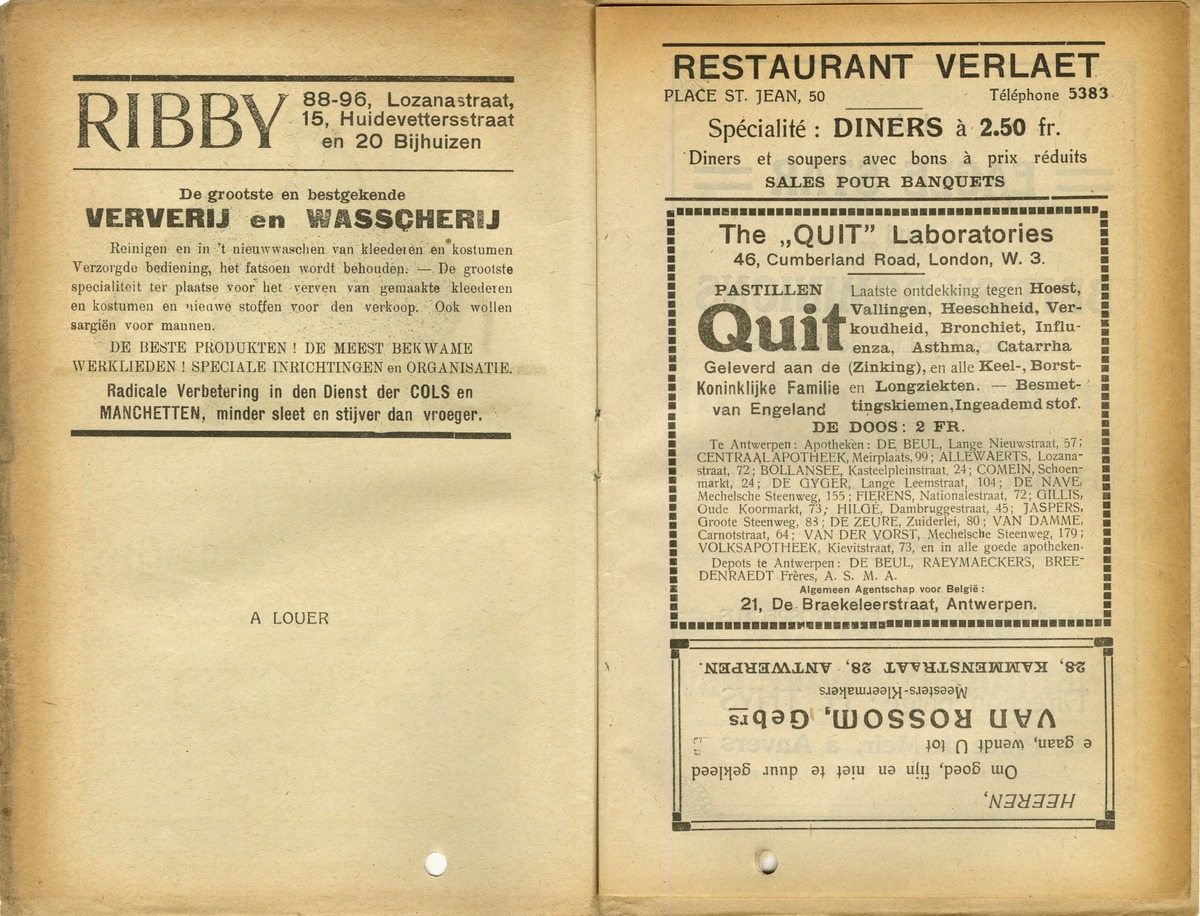 RIBBY
88-96, Lozanastraat,
15, Huidevettersstraat
en 20 Bijhuizen
De grootste en bestgekende
VERVERIJ en WASSCHERIJ
Reinigen en in 't nieuwwaschen van kleederen en kostumen
Verzorgde bediening, het fatsoen wordt behouden. — De grootste
specialiteit ter plaatse voor het verven van gemaakte kleederen
en kostumen en nieuwe stoffen voor den verkoop. Ook wollen
sargiën voor mannen.
DE BESTE PRODUKTEN ! DE MEEST BEKWAME
WERKLIEDEN ! SPECIALE INRICHTINGEN en ORGANISATIE.
Radicale Verbetering in den Dienst der COLS en
MANCHETTEN, minder sleet en stijver dan vroeger.
A LOUER
RESTAURANT VERLAET
PLACE ST. JEAN, 50 Téléphone 5383
Spécialité : DINERS à 2.50 fr.
Diners et soupers avec bons à prix réduits
SALES POUR BANQUETS
The „QUIT” Laboratories
46, Cumberland Road, London, W. 3.
PASTILLEN
Quit
Geleverd aan de
Koninklijke Familie
van Engeland
Laatste ontdekking tegen Hoest,
Vallingen, Heeschheid, Ver-
koudheid, Bronchiet, Influ-
enza, Asthma, Catarrha
(Zinking), en alle Keel-, Borst-
en Longziekten. — Besmet-
tingskiemen, Ingeademd stof.
DE DOOS : 2 FR.
Te Antwerpen : Apotheken : DE BEUL, Lange Nieuwstraat, 57 ;
CENTRAAL APOTHEEK, Meirplaats, 99 ; ALLEWAERTS, Lozana-
straat, 72 ; BOLLANSEE, Kasteelpleinstraat, 24 ; COMEIN, Schoen-
markt, 24 ; DE GYGER, Lange Leemstraat, 104 ; DE NAVE,
Mechelsche Steenweg, 155 ; FIERENS, Nationalestraat, 72 ; GILLIS,
Oude Koormarkt, 73 ; HILGÉ, Dambruggestraat, 45 ; JASPERS,
Groote Steenweg, 83 ; DE ZEURE, Zuiderlei, 80 ; VAN DAMME,
Carnotstraat, 64 ; VAN DER VORST, Mechelsche Steenweg, 179 ;
VOLKSAPOTHEEK, Kievitstraat, 73, en in alle goede apotheken.
Depots te Antwerpen : DE BEUL, RAEYMAECKERS, BREE-
DENRAEDT Frères, A. S. M. A.
Algemeen Agentschap voor België :
21, De Braekeleerstraat, Antwerpen.
HEEREN,
Om goed, fijn en niet te duur gekleed
e gaan, wendt U tot
VAN ROSSOM, Gebrs
Meesters-Kleermakers
28, KAMMENSTRAAT 28, ANTWERPEN.